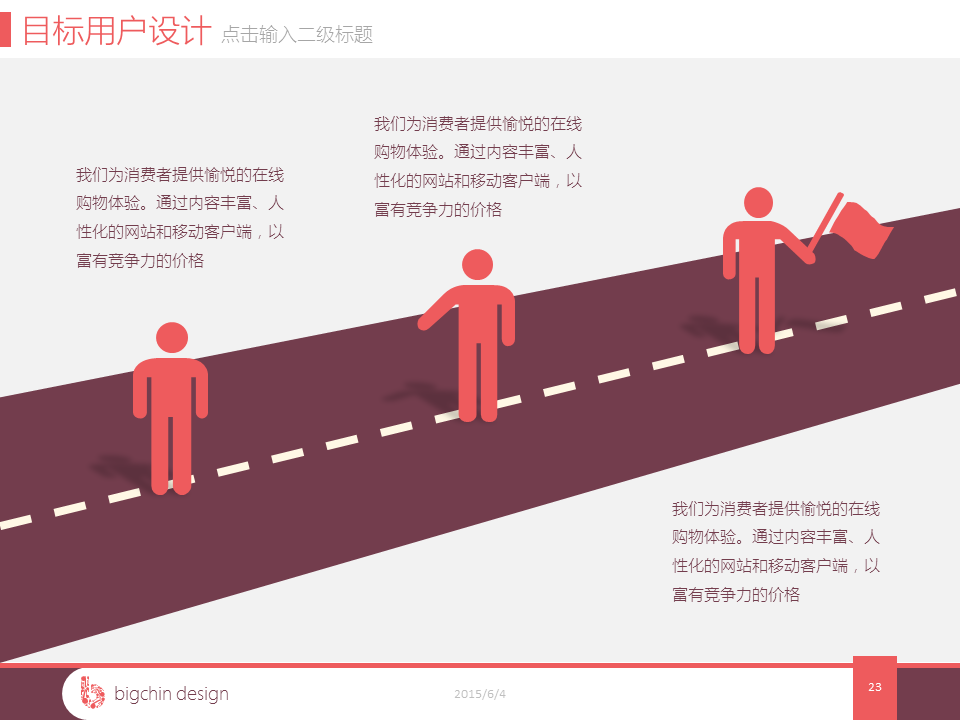 目标用户设计 点击输入二级标题
我们为消费者提供愉悦的在线
购物体验。通过内容丰富、人
性化的网站和移动客户端，以
富有竞争力的价格
我们为消费者提供愉悦的在线
购物体验。通过内容丰富、人
性化的网站和移动客户端，以
富有竞争力的价格
我们为消费者提供愉悦的在线
购物体验。通过内容丰富、人
性化的网站和移动客户端，以
富有竞争力的价格
bigchin design
2015/6/4
23